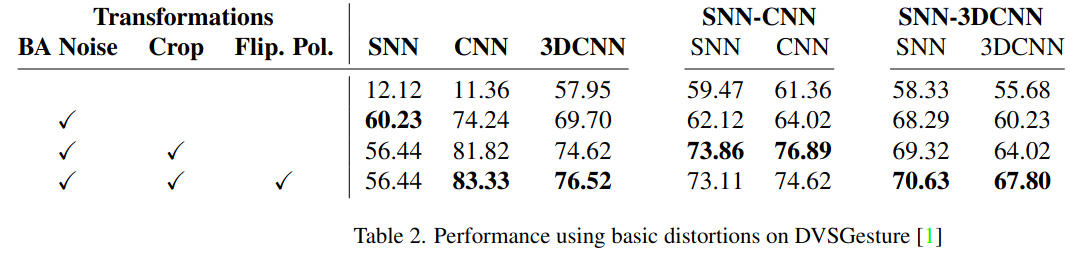 Transformations SNN-CNN SNN-3DCNN
BA Noise Crop Flip. Pol. SNN CNN 3DCNN SNN CNN SNN 3DCNN
12.12 11.36 57.95 59.47 61.36 58.33 55.68
✓ 60.23 74.24 69.70 62.12 64.02 68.29 60.23
✓ ✓ 56.44 81.82 74.62 73.86 76.89 69.32 64.02
✓ ✓ ✓ 56.44 83.33 76.52 73.11 74.62 70.63 67.80
Table 2. Performance using basic distortions on DVSGesture [1]